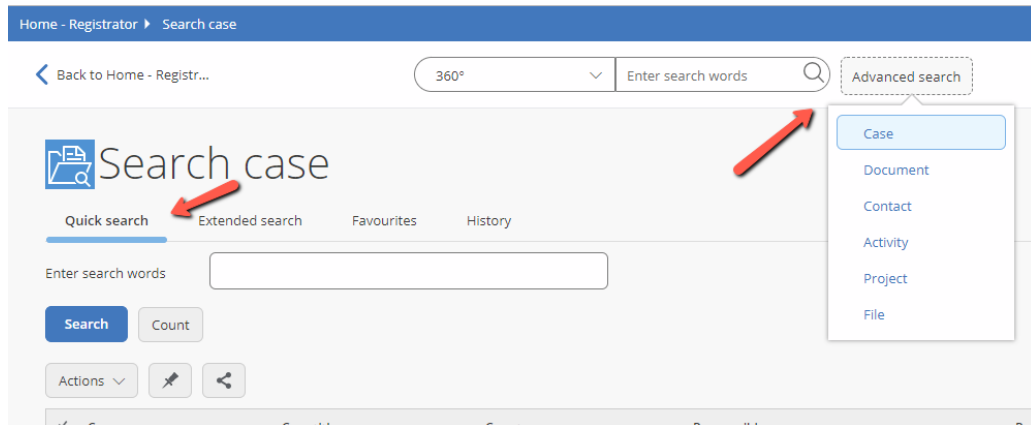 Home - Registrator Search case
Back to Home - Registr... 360° Enter search words Advanced search
Case
Document
Contact
Activity
Project
File
Search case
Quick search Extended search Favourites History
Enter search words
Search Count
Actions